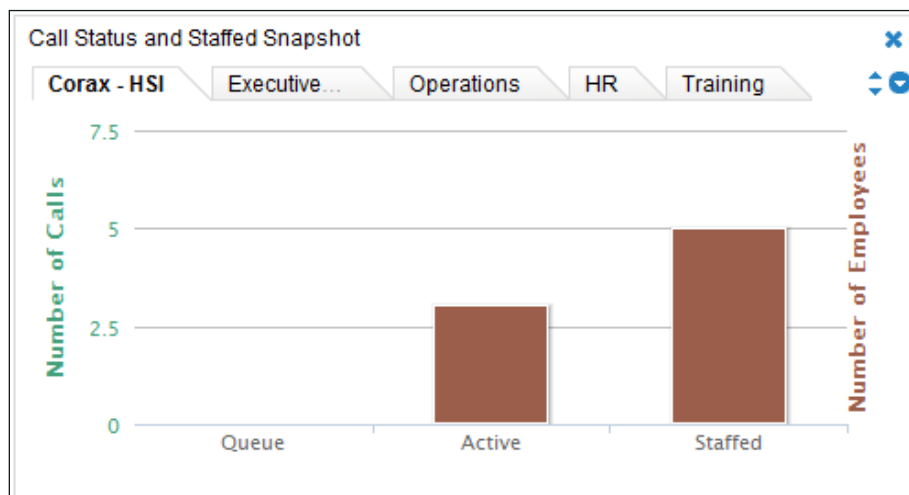 Call Status and Staffed Snapshot
Corax - HSI
Executive...
Operations
HR
Training
Number of Calls
7.5
5
2.5
0
Queue
Active
Staffed
Number of Employees